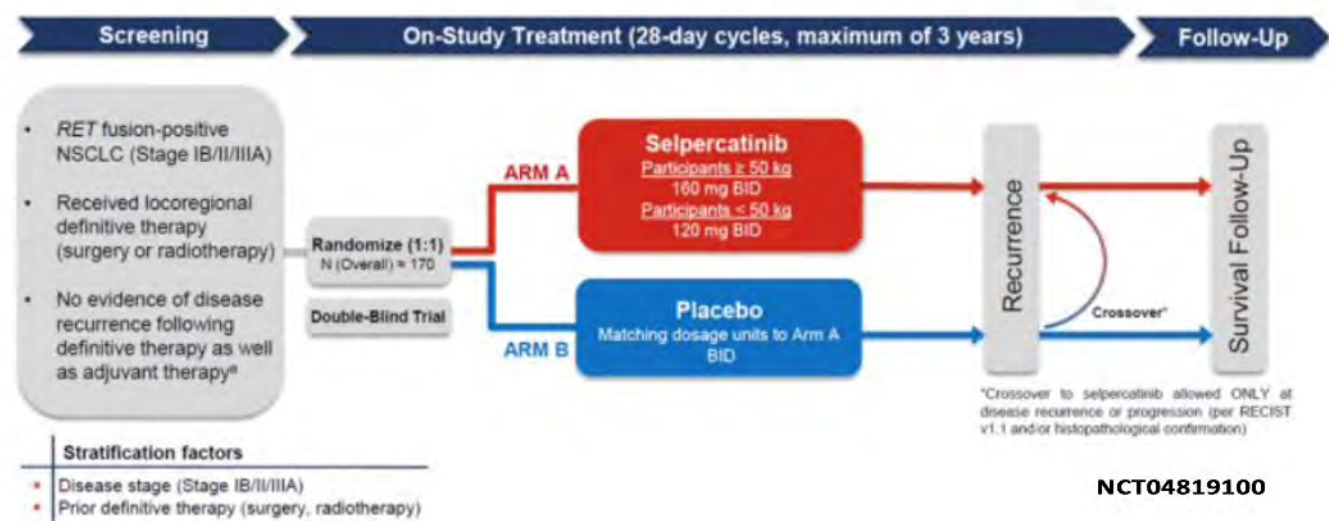 Screening
On-Study Treatment (28-day cycles, maximum of 3 years)
Follow-Up
• RET fusion-positive
NSCLC (Stage IB/II/IIIA)
• Received locoregional
definitive therapy
(surgery or radiotherapy)
• No evidence of disease
recurrence following
definitive therapy as well
as adjuvant therapyᵃ
Randomize (1:1)
N (Overall) ≈ 170
Double-Blind Trial
ARM A
Selpercatinib
Participants ≥ 50 kg
160 mg BID
Participants < 50 kg
120 mg BID
ARM B
Placebo
Matching dosage units to Arm A
BID
Recurrence
Crossover*
Survival Follow-Up
*Crossover to selpercatinib allowed ONLY at
disease recurrence or progression (per RECIST
v1.1 and/or histopathological confirmation)
Stratification factors
• Disease stage (Stage IB/II/IIIA)
• Prior definitive therapy (surgery, radiotherapy)
NCT04819100